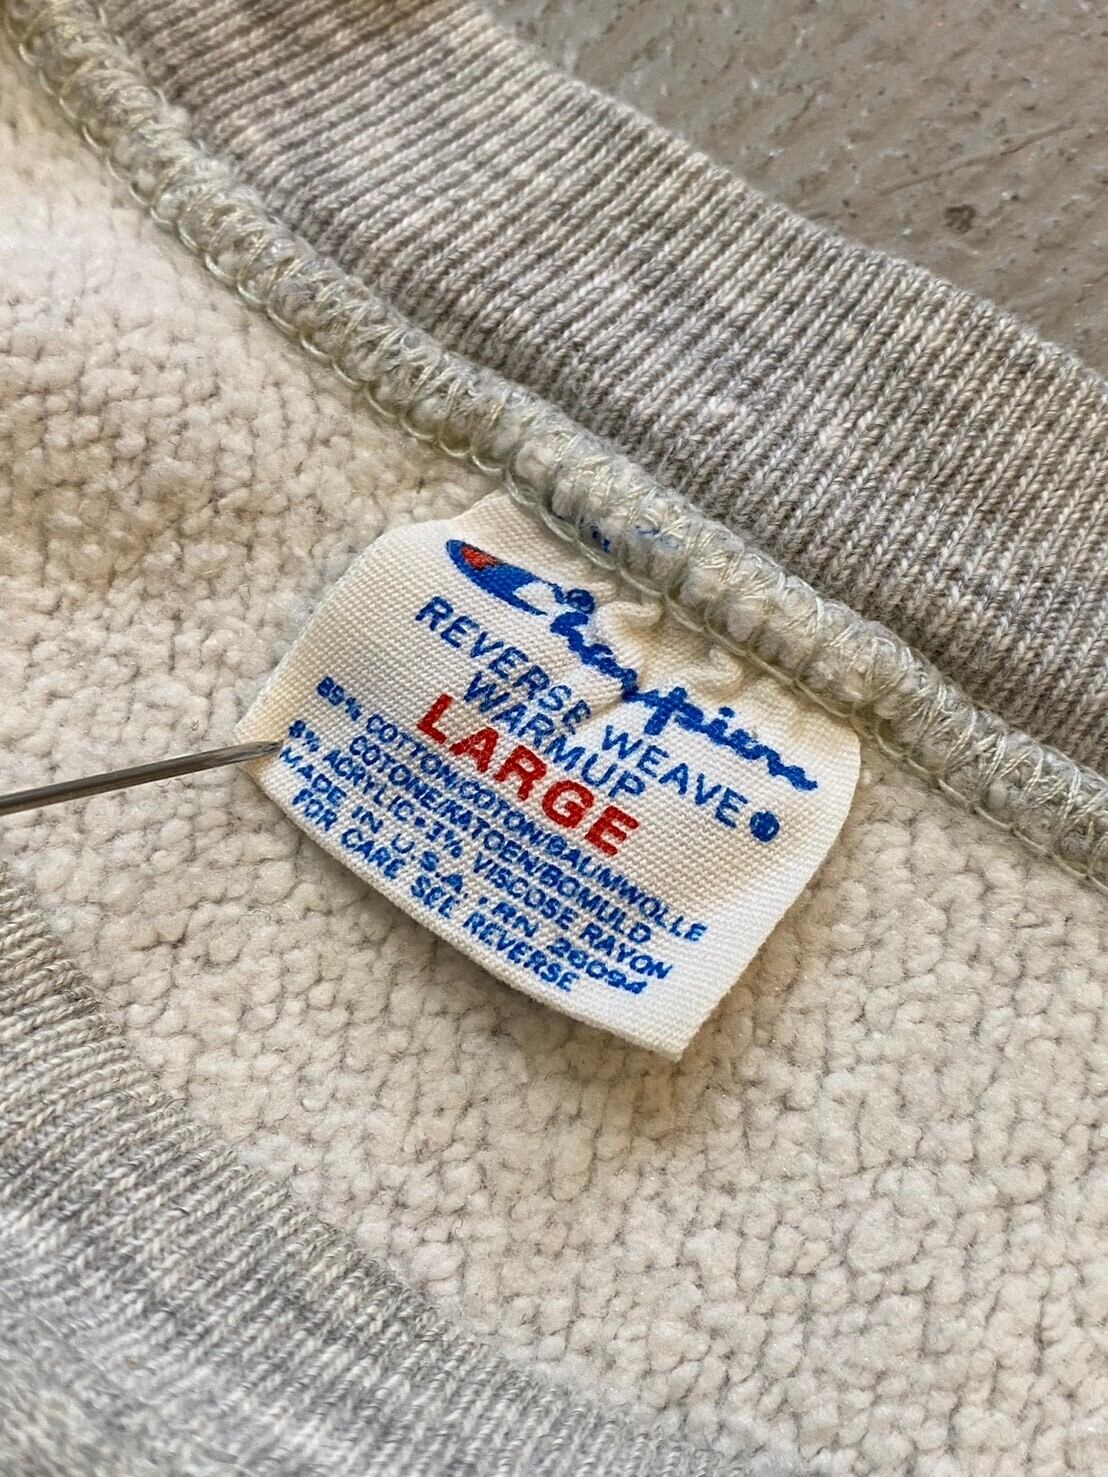 Champion
REVERSE WEAVE®
WARMUP
LARGE
89% COTTON/COTON/BAUMWOLLE
COTONE/KATOEN/BOMULD
8% ACRYLIC•3% VISCOSE RAYON
MADE IN U.S.A., RN 26094
FOR CARE SEE REVERSE